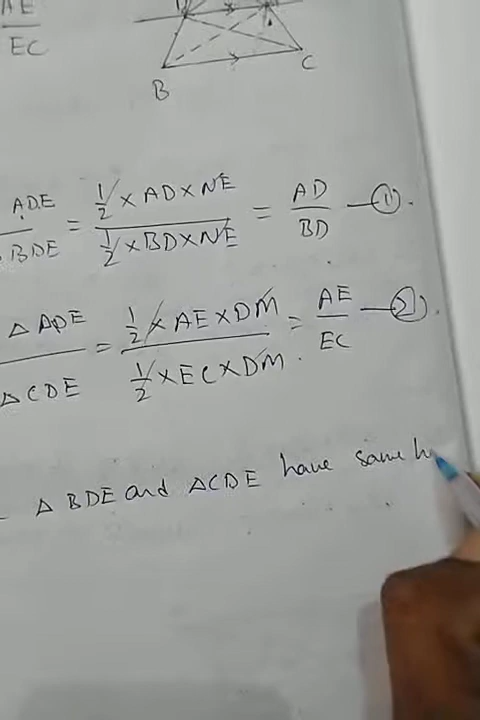 AE
EC
B
C
ADE / BDE = ½ × AD × NE / ½ × BD × NE = AD / BD — ①.
△ ADE / △ CDE = ½ × AE × DM / ½ × EC × DM. = AE / EC — ②.
△ BDE and △CDE have same